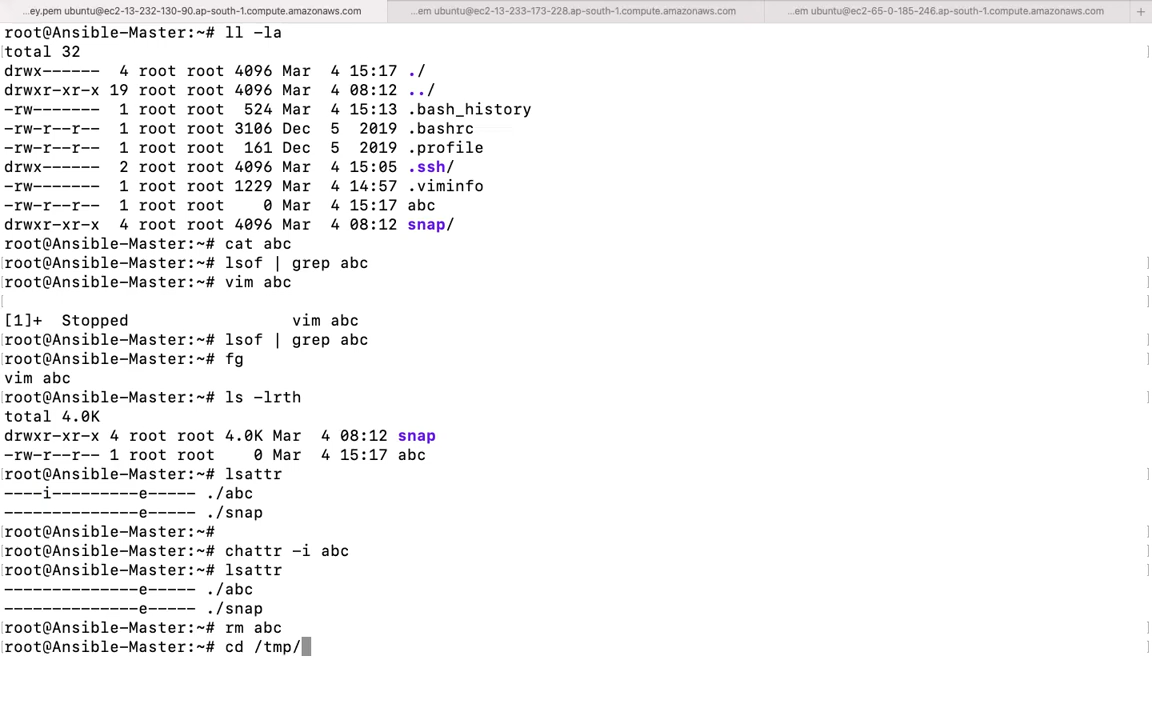 ...ey.pem ubuntu@ec2-13-232-130-90.ap-south-1.compute.amazonaws.com ...em ubuntu@ec2-13-233-173-228.ap-south-1.compute.amazonaws.com ...em ubuntu@ec2-65-0-185-246.ap-south-1.compute.amazonaws.com +
root@Ansible-Master:~# ll -la
total 32
drwx------  4 root root 4096 Mar  4 15:17 ./
drwxr-xr-x 19 root root 4096 Mar  4 08:12 ../
-rw-------  1 root root  524 Mar  4 15:13 .bash_history
-rw-r--r--  1 root root 3106 Dec  5  2019 .bashrc
-rw-r--r--  1 root root  161 Dec  5  2019 .profile
drwx------  2 root root 4096 Mar  4 15:05 .ssh/
-rw-------  1 root root 1229 Mar  4 14:57 .viminfo
-rw-r--r--  1 root root    0 Mar  4 15:17 abc
drwxr-xr-x  4 root root 4096 Mar  4 08:12 snap/
root@Ansible-Master:~# cat abc
root@Ansible-Master:~# lsof | grep abc
root@Ansible-Master:~# vim abc
[1]+  Stopped                 vim abc
root@Ansible-Master:~# lsof | grep abc
root@Ansible-Master:~# fg
vim abc
root@Ansible-Master:~# ls -lrth
total 4.0K
drwxr-xr-x 4 root root 4.0K Mar  4 08:12 snap
-rw-r--r-- 1 root root    0 Mar  4 15:17 abc
root@Ansible-Master:~# lsattr
----i---------e----- ./abc
--------------e----- ./snap
root@Ansible-Master:~#
root@Ansible-Master:~# chattr -i abc
root@Ansible-Master:~# lsattr
--------------e----- ./abc
--------------e----- ./snap
root@Ansible-Master:~# rm abc
root@Ansible-Master:~# cd /tmp/